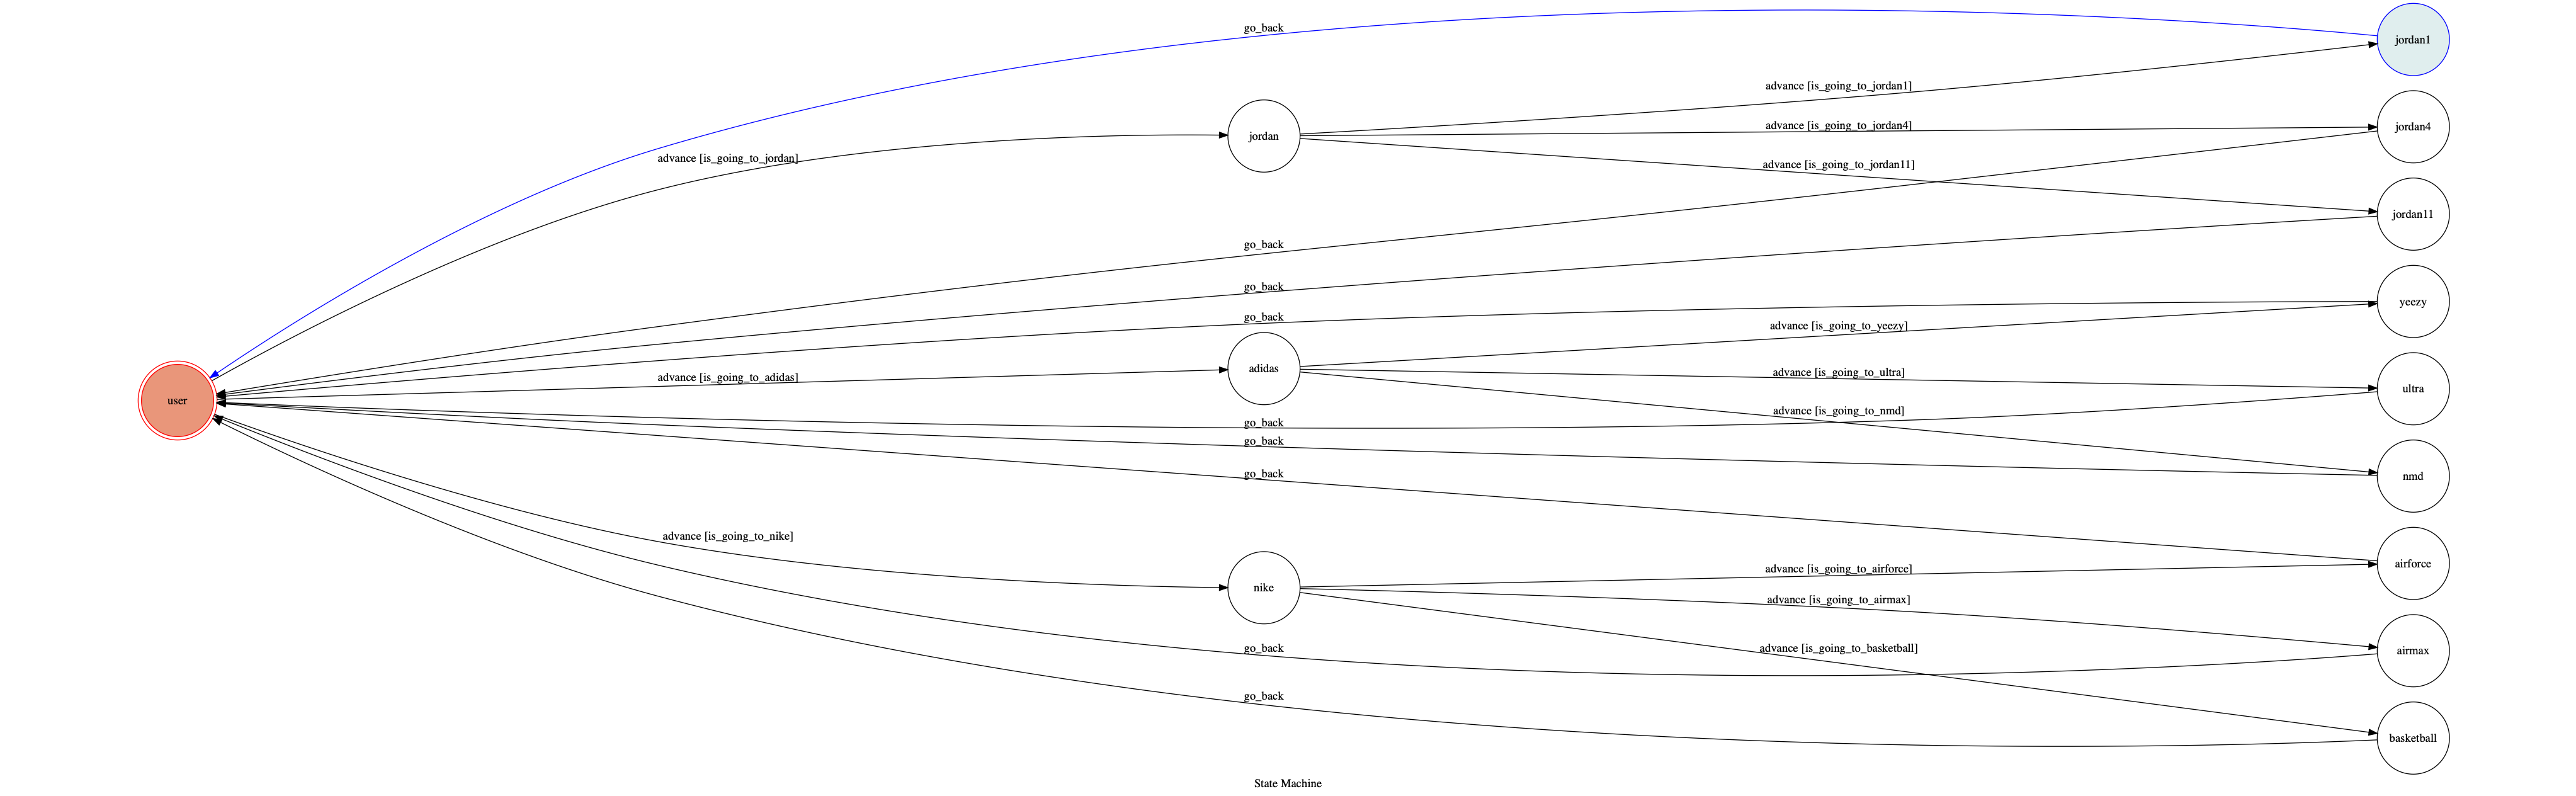 go_back
jordan1
advance [is_going_to_jordan1]
jordan
advance [is_going_to_jordan4]
jordan4
advance [is_going_to_jordan]
advance [is_going_to_jordan11]
jordan11
go_back
go_back
yeezy
go_back
advance [is_going_to_yeezy]
adidas
advance [is_going_to_adidas]
advance [is_going_to_ultra]
ultra
user
advance [is_going_to_nmd]
go_back
go_back
go_back
nmd
advance [is_going_to_nike]
advance [is_going_to_airforce]
airforce
nike
advance [is_going_to_airmax]
go_back
advance [is_going_to_basketball]
airmax
go_back
basketball
State Machine